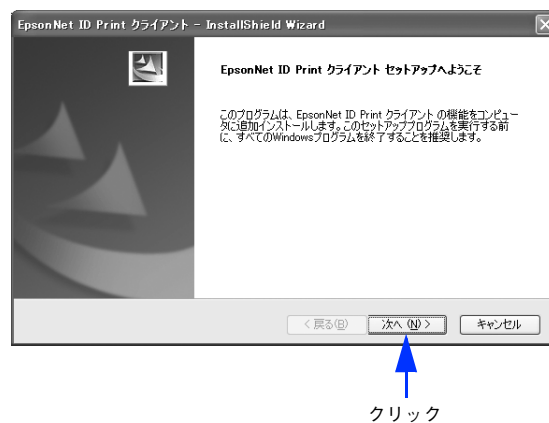 EpsonNet ID Print クライアント - InstallShield Wizard
EpsonNet ID Print クライアント セットアップへようこそ
このプログラムは、EpsonNet ID Print クライアント の機能をコンピュー
タに追加インストールします。このセットアッププログラムを実行する前
に、すべてのWindowsプログラムを終了することを推奨します。
< 戻る(B) 次へ (N) > キャンセル
クリック